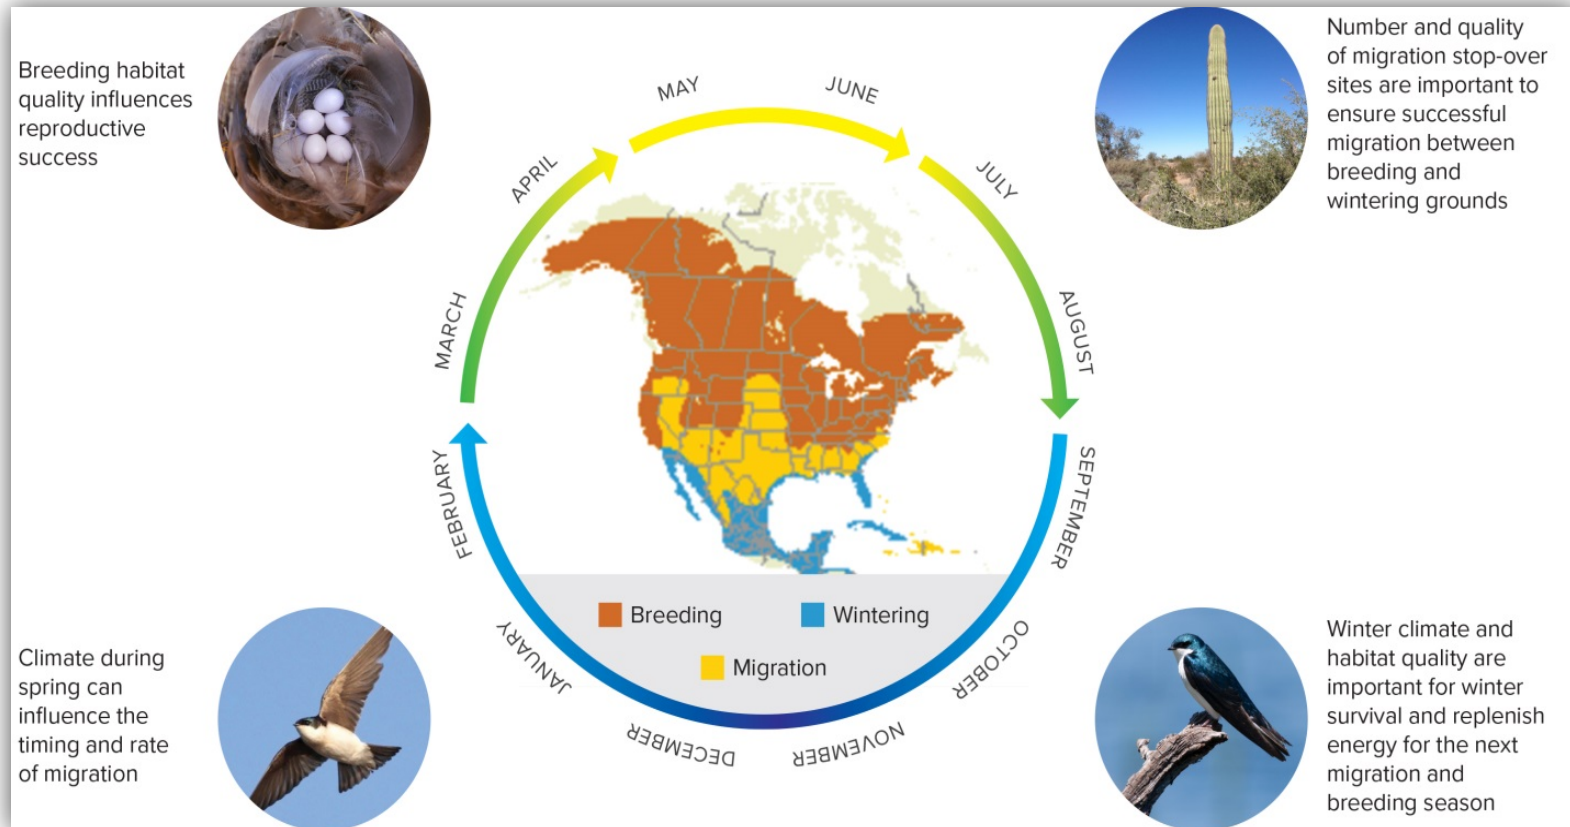 Breeding habitat
quality influences
reproductive
success
Number and quality
of migration stop-over
sites are important to
ensure successful
migration between
breeding and
wintering grounds
MAY
JUNE
JULY
AUGUST
SEPTEMBER
OCTOBER
NOVEMBER
DECEMBER
JANUARY
FEBRUARY
MARCH
APRIL
Breeding
Wintering
Migration
Climate during
spring can
influence the
timing and rate
of migration
Winter climate and
habitat quality are
important for winter
survival and replenish
energy for the next
migration and
breeding season